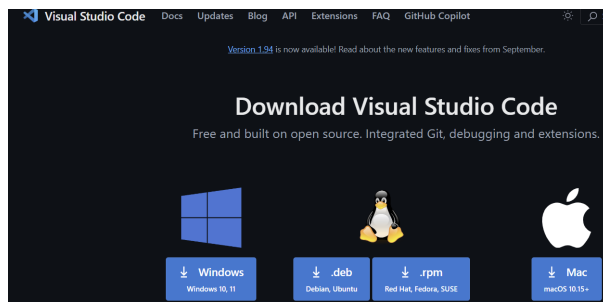 Visual Studio Code Docs Updates Blog API Extensions FAQ GitHub Copilot
Version 1.94 is now available! Read about the new features and fixes from September.
Download Visual Studio Code
Free and built on open source. Integrated Git, debugging and extensions.
Windows
Windows 10, 11
.deb
Debian, Ubuntu
.rpm
Red Hat, Fedora, SUSE
Mac
macOS 10.15+